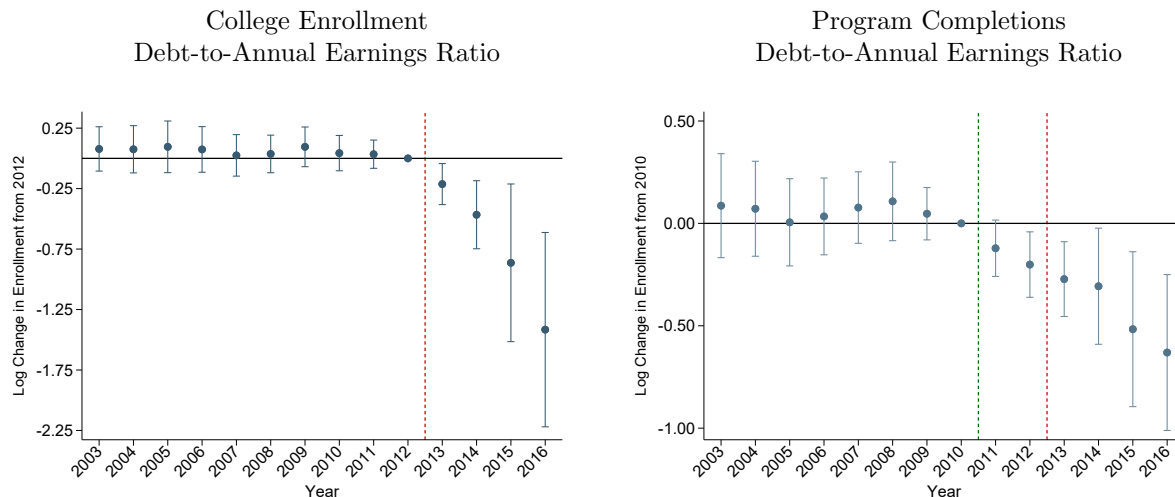 College Enrollment
Debt-to-Annual Earnings Ratio
Log Change in Enrollment from 2012
0.25
-0.25
-0.75
-1.25
-1.75
-2.25
2003 2004 2005 2006 2007 2008 2009 2010 2011 2012 2013 2014 2015 2016
Year
Program Completions
Debt-to-Annual Earnings Ratio
Log Change in Enrollment from 2010
0.50
0.00
-0.50
-1.00
2003 2004 2005 2006 2007 2008 2009 2010 2011 2012 2013 2014 2015 2016
Year